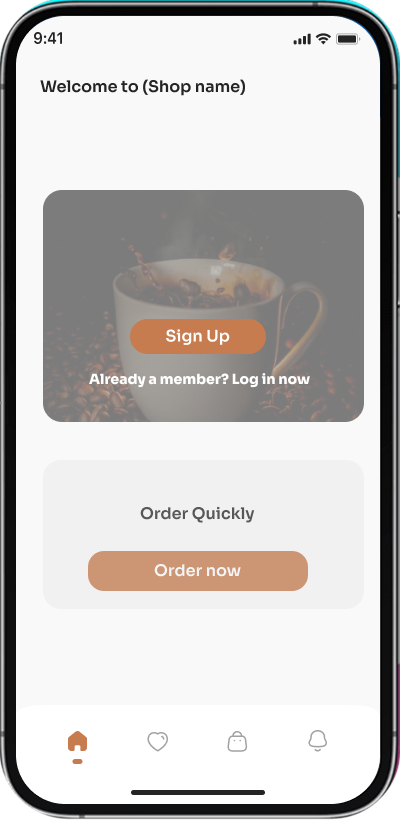 9:41
Welcome to (Shop name)
Sign Up
Already a member? Log in now
Order Quickly
Order now